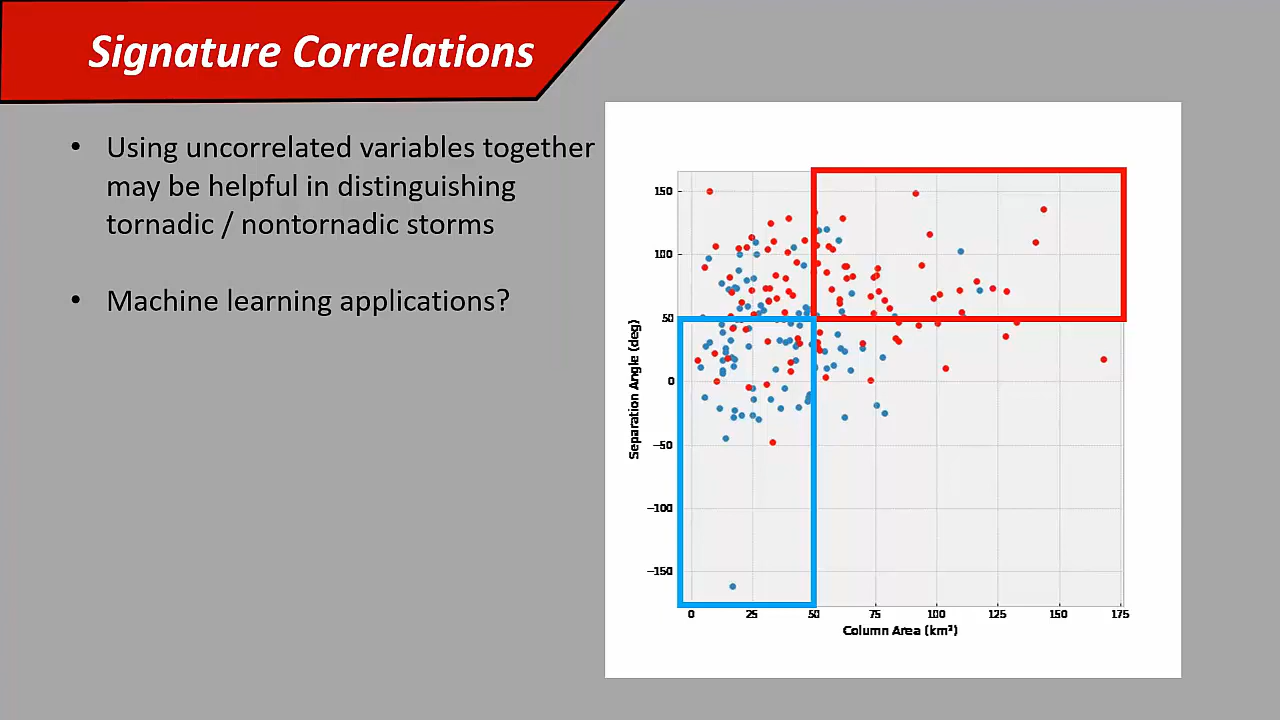 Signature Correlations
• Using uncorrelated variables together
may be helpful in distinguishing
tornadic / nontornadic storms
• Machine learning applications?
150
100
50
0
−50
−100
−150
Separation Angle (deg)
0 25 50 75 100 125 150 175
Column Area (km²)